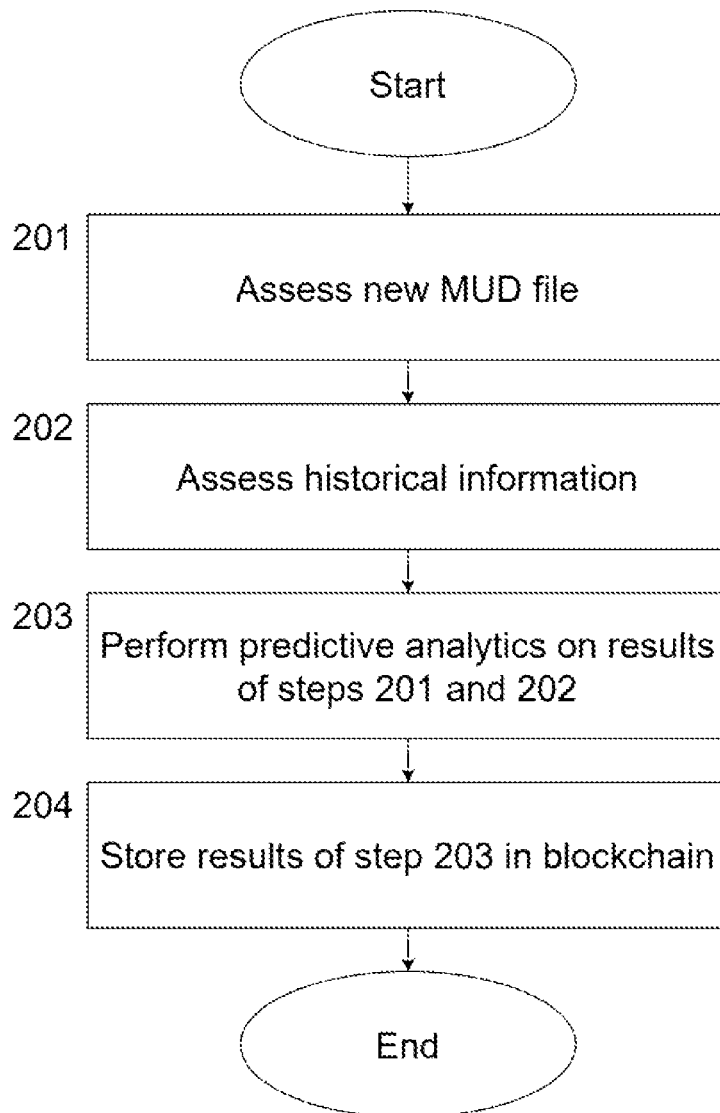 Start
201
Assess new MUD file
202
Assess historical information
203
Perform predictive analytics on results
of steps 201 and 202
204
Store results of step 203 in blockchain
End